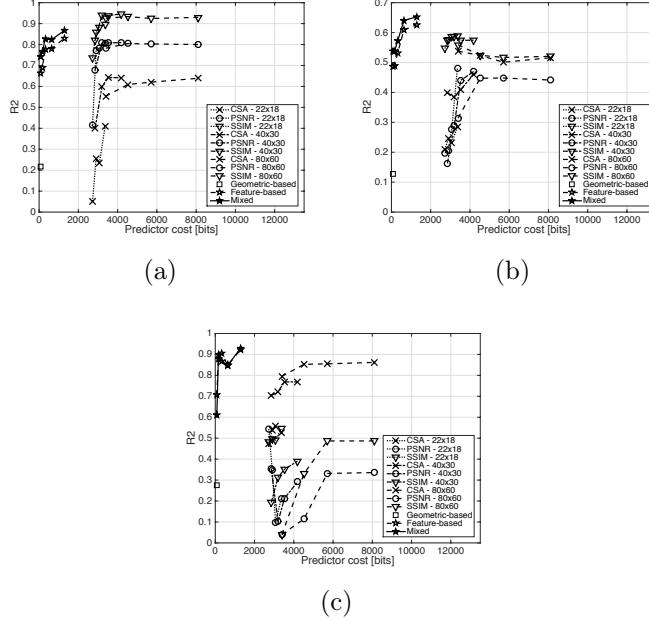 1
0.9
0.8
0.7
0.6
0.5
0.4
0.3
0.2
0.1
0
R2
0 2000 4000 6000 8000 10000 12000
Predictor cost [bits]
CSA - 22x18
PSNR - 22x18
SSIM - 22x18
CSA - 40x30
PSNR - 40x30
SSIM - 40x30
CSA - 80x60
PSNR - 80x60
SSIM - 80x60
Geometric-based
Feature-based
Mixed
(a)
0.7
0.6
0.5
0.4
0.3
0.2
0.1
0
R2
0 2000 4000 6000 8000 10000 12000
Predictor cost [bits]
CSA - 22x18
PSNR - 22x18
SSIM - 22x18
CSA - 40x30
PSNR - 40x30
SSIM - 40x30
CSA - 80x60
PSNR - 80x60
SSIM - 80x60
Geometric-based
Feature-based
Mixed
(b)
1
0.9
0.8
0.7
0.6
0.5
0.4
0.3
0.2
0.1
0
R2
0 2000 4000 6000 8000 10000 12000
Predictor cost [bits]
CSA - 22x18
PSNR - 22x18
SSIM - 22x18
CSA - 40x30
PSNR - 40x30
SSIM - 40x30
CSA - 80x60
PSNR - 80x60
SSIM - 80x60
Geometric-based
Feature-based
Mixed
(c)